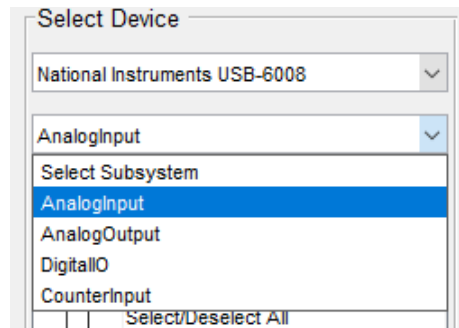 Select Device
National Instruments USB-6008
AnalogInput
Select Subsystem
AnalogInput
AnalogOutput
DigitalIO
CounterInput
Select/Deselect All